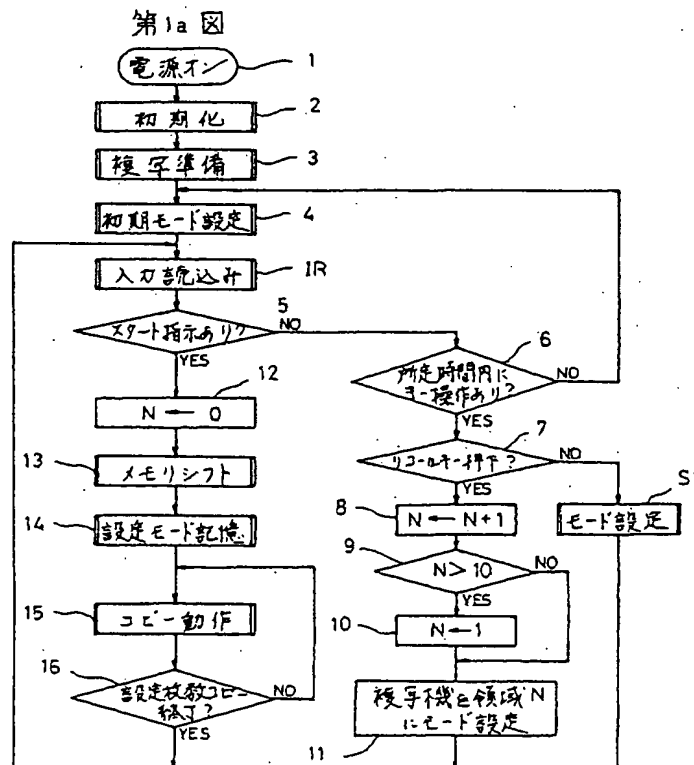 第1a図
電源オン
1
初期化
2
複写準備
3
初期モード設定
4
入力読込み
IR
スタート指示あり?
5
NO
YES
所定時間内に
キー操作あり?
6
NO
YES
N ← 0
12
リコールキー押下?
7
NO
YES
メモリシフト
13
8
N ← N+1
モード設定
S
設定モード記憶
14
9
N > 10
NO
YES
コピー動作
15
10
N ← 1
16
設定枚数コピー
終了?
NO
YES
複写機を領域N
にモード設定
11